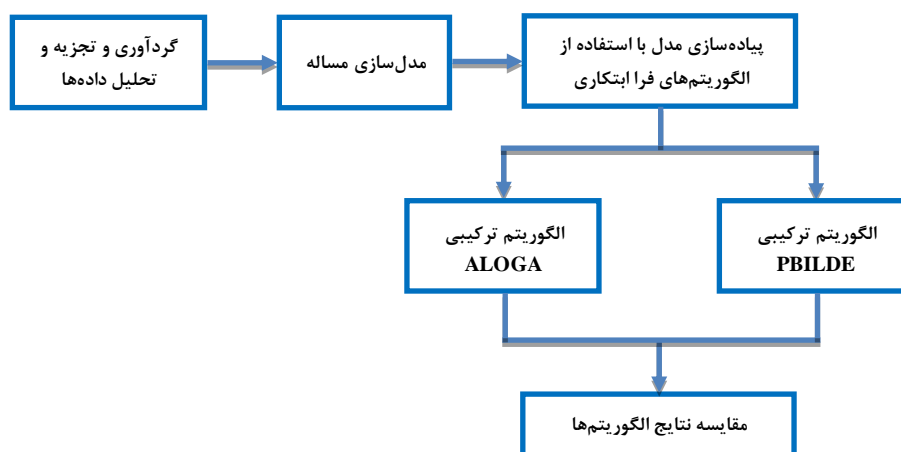 گردآوری و تجزیه و
تحلیل داده‌ها
مدل‌سازی مساله
پیاده‌سازی مدل با استفاده از
الگوریتم‌های فرا ابتکاری
الگوریتم ترکیبی
ALOGA
الگوریتم ترکیبی
PBILDE
مقایسه نتایج الگوریتم‌ها